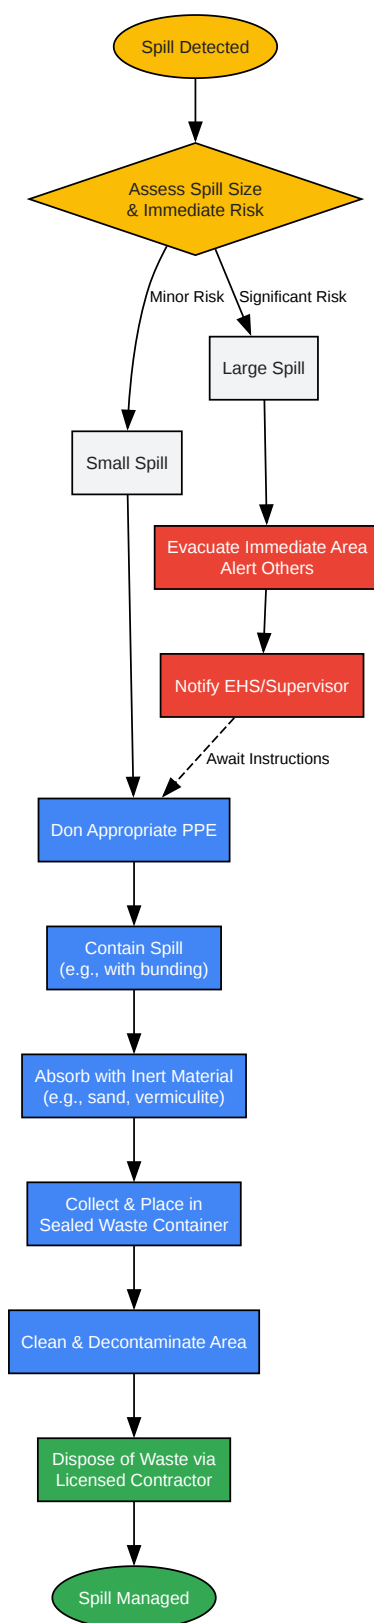 Spill Detected
Assess Spill Size
& Immediate Risk
Minor Risk
Significant Risk
Large Spill
Small Spill
Evacuate Immediate Area
Alert Others
Notify EHS/Supervisor
Await Instructions
Don Appropriate PPE
Contain Spill
(e.g., with bunding)
Absorb with Inert Material
(e.g., sand, vermiculite)
Collect & Place in
Sealed Waste Container
Clean & Decontaminate Area
Dispose of Waste via
Licensed Contractor
Spill Managed